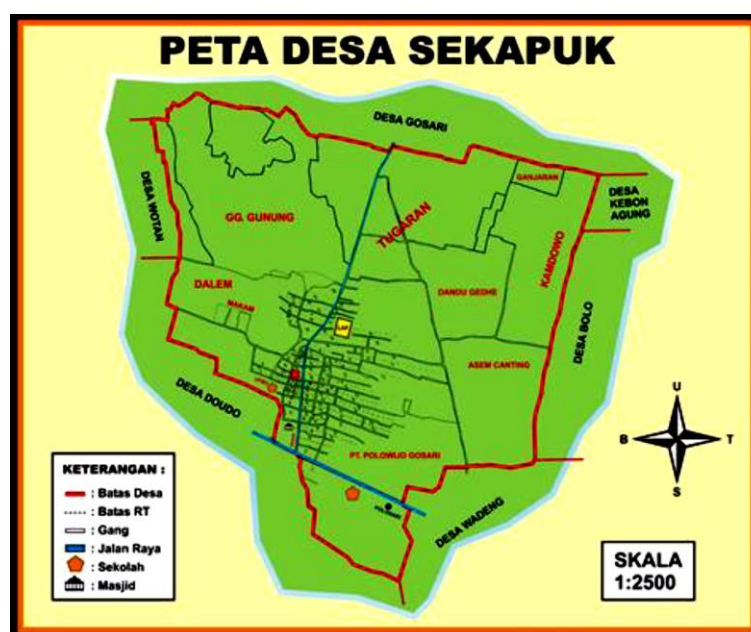 PETA DESA SEKAPUK
DESA GOSARI
DESA WOTAN
GANJARAN
DESA
KEBON
AGUNG
GG. GUNUNG
TUGARAN
KAMDOWO
DALEM
DANDU GEDHE
MAKAM
LAP
DESA BOLO
ASEM CANTING
DESA DOUDO
U
B
T
S
PT. POLOWIJO GOSARI
DESA WADENG
KETERANGAN :
: Batas Desa
: Batas RT
: Gang
: Jalan Raya
: Sekolah
: Masjid
SKALA
1:2500